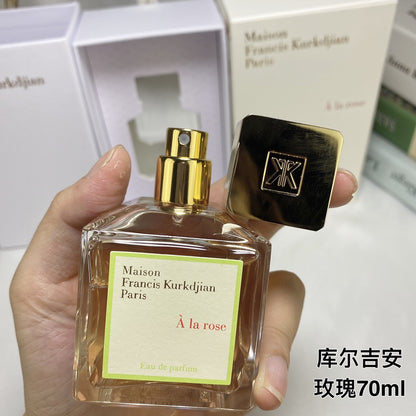 Kurkdjian
Maison
Francis Kurkdjian
Paris
À la rose
Maison
Francis Kurkdjian
Paris
À la rose
Eau de parfum
库尔吉安
玫瑰70ml